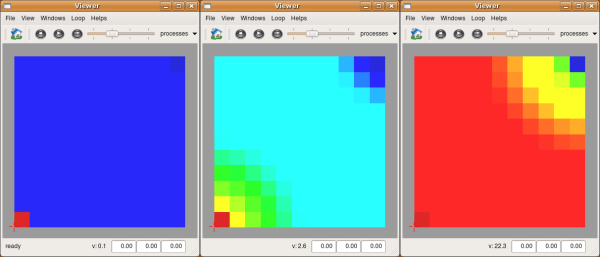 Viewer
File View Windows Loop Helps
processes
ready v: 0.1 0.00 0.00 0.00
Viewer
File View Windows Loop Helps
processes
v: 2.6 0.00 0.00 0.00
Viewer
File View Windows Loop Helps
processes
v: 22.3 0.00 0.00 0.00